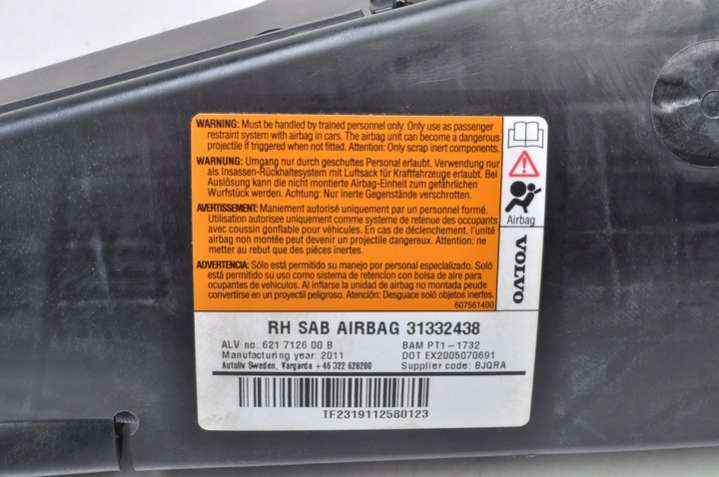 WARNING: Must be handled by trained personnel only. Only use as passenger
restraint system with airbag in cars. The airbag unit can become a dangerous
projectile if triggered when not fitted. Attention: Only scrap inert components.
WARNUNG: Umgang nur durch geschultes Personal erlaubt. Verwendung nur
als Insassen-Rückhaltesystem mit Luftsack für Kraftfahrzeuge erlaubt. Bei
Auslösung kann die nicht montierte Airbag-Einheit zum gefährlichen
Wurfstück werden. Achtung: Nur inerte Gegenstände verschrotten.
AVERTISSEMENT: Maniement autorisé uniquement par un personnel formé.
Utilisation autorisée uniquement comme systeme de retenue des occupants
avec coussin gonflable pour véhicules. En cas de déclenchement, l'unité
airbag non montée peut devenir un projectile dangereux. Attention : ne
metter au rebut que des pièces inertes.
ADVERTENCIA: Sólo está permitido su manejo por personal especializado. Soló
está permitido su uso como sistema de retencion con bolsa de aire para
ocupantes de vehículos. Al inflarse la unidad de airbag no montada puede
convertirse en un proyectil peligroso. Atención: Desguace soló objetos inertes.
607561400
Airbag
VOLVO
RH SAB AIRBAG 31332438
ALV no: 621 7126 00 B BAM PT1-1732
Manufacturing year: 2011 DOT EX2005070691
Autoliv Sweden, Vargarda +46 322 626200 Supplier code: BJQRA
TF2319112580123